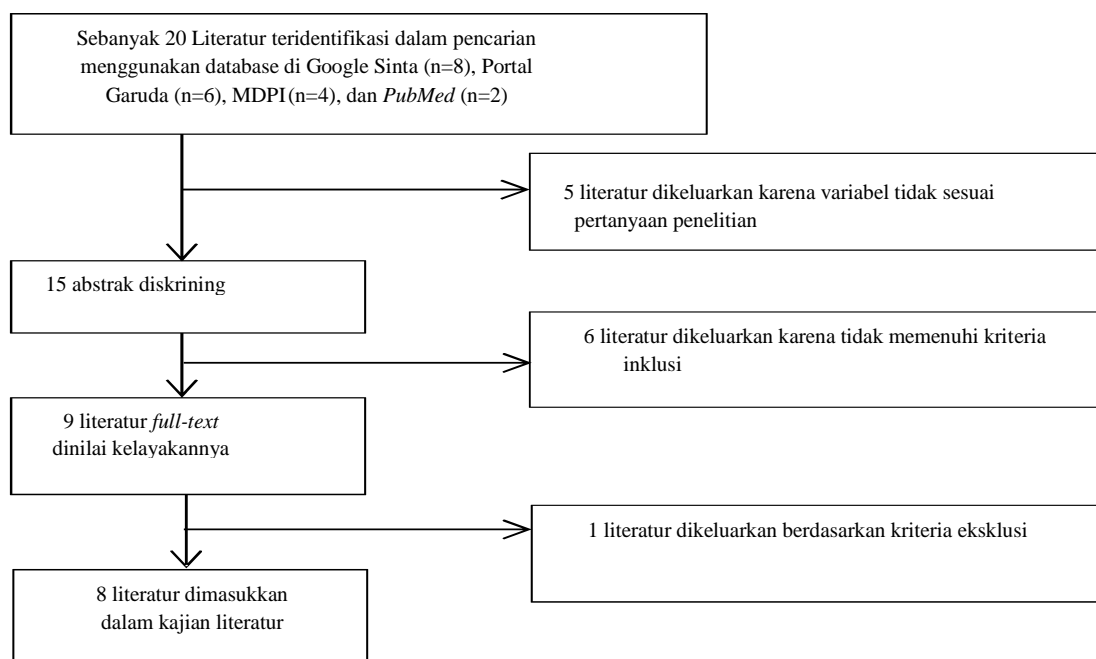 Sebanyak 20 Literatur teridentifikasi dalam pencarian
menggunakan database di Google Sinta (n=8), Portal
Garuda (n=6), MDPI (n=4), dan PubMed (n=2)
5 literatur dikeluarkan karena variabel tidak sesuai
pertanyaan penelitian
15 abstrak diskrining
6 literatur dikeluarkan karena tidak memenuhi kriteria
inklusi
9 literatur full-text
dinilai kelayakannya
1 literatur dikeluarkan berdasarkan kriteria eksklusi
8 literatur dimasukkan
dalam kajian literatur